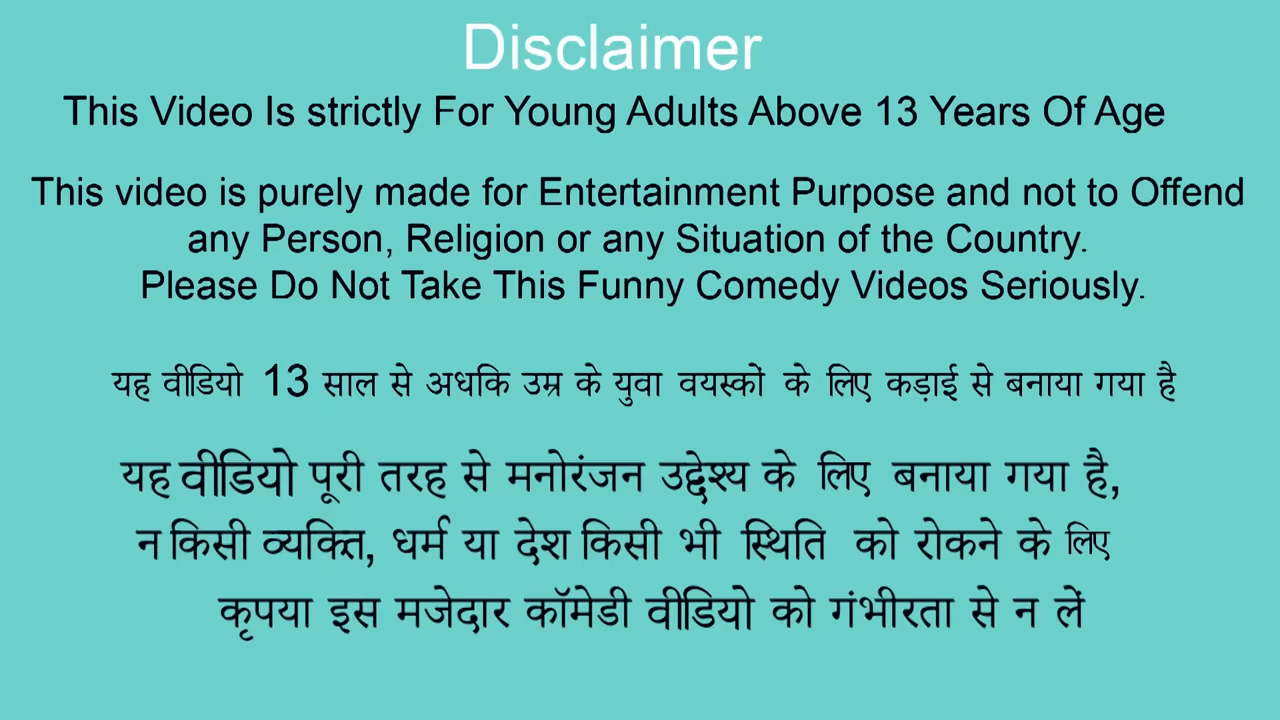 Disclaimer
This Video Is strictly For Young Adults Above 13 Years Of Age
This video is purely made for Entertainment Purpose and not to Offend
any Person, Religion or any Situation of the Country.
Please Do Not Take This Funny Comedy Videos Seriously.
यह वीडियो 13 साल से अधकि उम्र के युवा वयस्कों के लिए कड़ाई से बनाया गया है
यह वीडियो पूरी तरह से मनोरंजन उद्देश्य के लिए बनाया गया है,
न किसी व्यक्ति, धर्म या देश किसी भी स्थिति को रोकने के लिए
कृपया इस मजेदार कॉमेडी वीडियो को गंभीरता से न लें